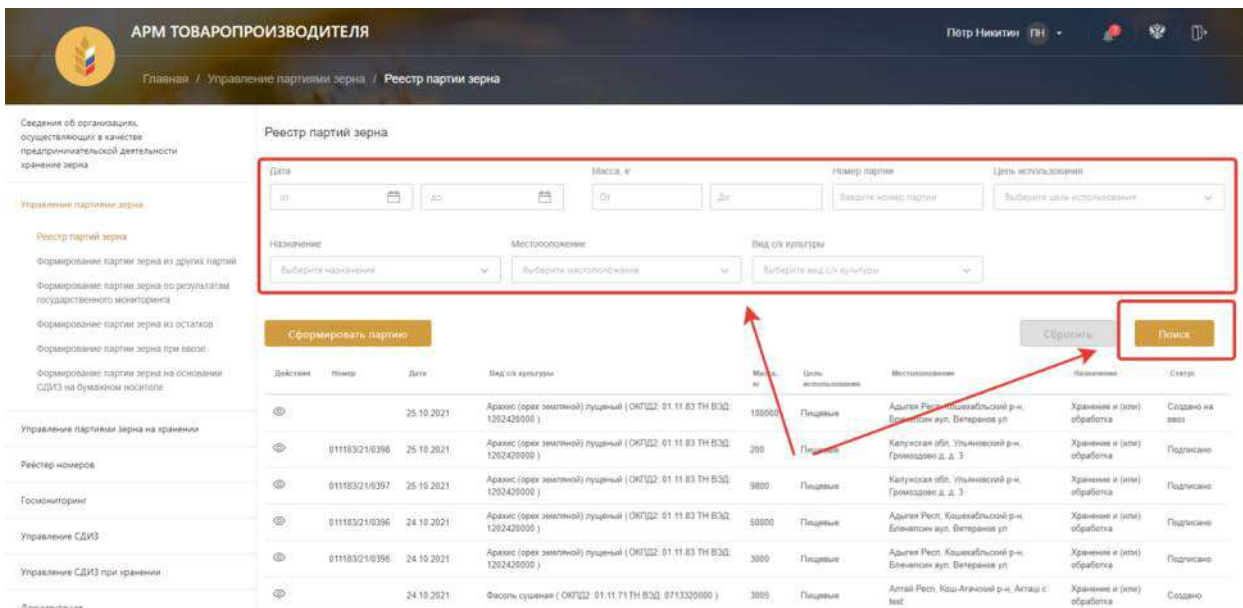 АРМ ТОВАРОПРОИЗВОДИТЕЛЯ
Пётр Никитин ПН
Главная / Управление партиями зерна / Реестр партии зерна
Сведения об организациях,
осуществляющих в качестве
предпринимательской деятельности
хранение зерна
Управление партиями зерна
Реестр партий зерна
Формирование партии зерна из других партий
Формирование партии зерна по результатам
государственного мониторинга
Формирование партии зерна из остатков
Формирование партии зерна при ввозе
Формирование партии зерна на основании
СДИЗ на бумажном носителе
Управление партиями зерна на хранении
Реестр номеров
Госмониторинг
Управление СДИЗ
Управление СДИЗ при хранении
Реестр партий зерна
Дата Масса, кг Номер партии Цель использования
от до От До Введите номер партии Выберите цель использования
Назначение Местоположение Вид с/х культуры
Выберите назначение Выберите местоположение Выберите вид с/х культуры
Сформировать партию Сбросить Поиск
Действия Номер Дата Вид с/х культуры Масса, кг Цель использования Местоположение Назначение Статус
25.10.2021 Арахис (орех земляной) лущеный ( ОКПД2: 01.11.83 ТН ВЭД: 1202420000 ) 100000 Пищевые Адыгея Респ, Кошехабльский р-н, Блечепсин аул, Ветеранов ул Хранение и (или) обработка Создано на ввоз
011183/21/0398 25.10.2021 Арахис (орех земляной) лущеный ( ОКПД2: 01.11.83 ТН ВЭД: 1202420000 ) 200 Пищевые Калужская обл, Ульяновский р-н, Громоздово д, д. 3 Хранение и (или) обработка Подписано
011183/21/0397 25.10.2021 Арахис (орех земляной) лущеный ( ОКПД2: 01.11.83 ТН ВЭД: 1202420000 ) 9800 Пищевые Калужская обл, Ульяновский р-н, Громоздово д, д. 3 Хранение и (или) обработка Подписано
011183/21/0396 24.10.2021 Арахис (орех земляной) лущеный ( ОКПД2: 01.11.83 ТН ВЭД: 1202420000 ) 50000 Пищевые Адыгея Респ, Кошехабльский р-н, Блечепсин аул, Ветеранов ул Хранение и (или) обработка Подписано
011183/21/0395 24.10.2021 Арахис (орех земляной) лущеный ( ОКПД2: 01.11.83 ТН ВЭД: 1202420000 ) 3000 Пищевые Адыгея Респ, Кошехабльский р-н, Блечепсин аул, Ветеранов ул Хранение и (или) обработка Подписано
24.10.2021 Фасоль сушеная ( ОКПД2: 01.11.71 ТН ВЭД: 0713320000 ) 3005 Пищевые Алтай Респ, Кош-Агачский р-н, Акташ с test Хранение и (или) обработка Создано